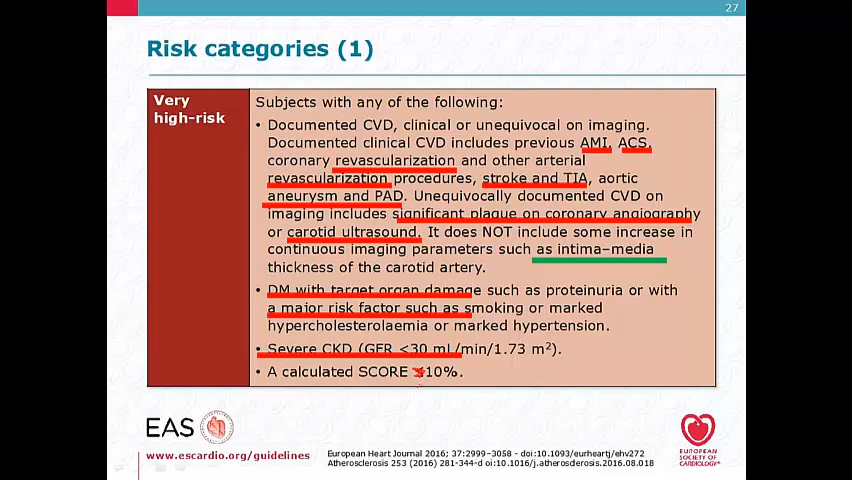 27
Risk categories (1)
Very
high-risk
Subjects with any of the following:
• Documented CVD, clinical or unequivocal on imaging.
Documented clinical CVD includes previous AMI, ACS,
coronary revascularization and other arterial
revascularization procedures, stroke and TIA, aortic
aneurysm and PAD. Unequivocally documented CVD on
imaging includes significant plaque on coronary angiography
or carotid ultrasound. It does NOT include some increase in
continuous imaging parameters such as intima–media
thickness of the carotid artery.
• DM with target organ damage such as proteinuria or with
a major risk factor such as smoking or marked
hypercholesterolaemia or marked hypertension.
• Severe CKD (GFR <30 mL/min/1.73 m²).
• A calculated SCORE 10%.
EAS
www.escardio.org/guidelines
European Heart Journal 2016; 37:2999–3058 - doi:10.1093/eurheartj/ehv272
Atherosclerosis 253 (2016) 281-344-d oi:10.1016/j.atherosclerosis.2016.08.018
EUROPEAN
SOCIETY OF
CARDIOLOGY®